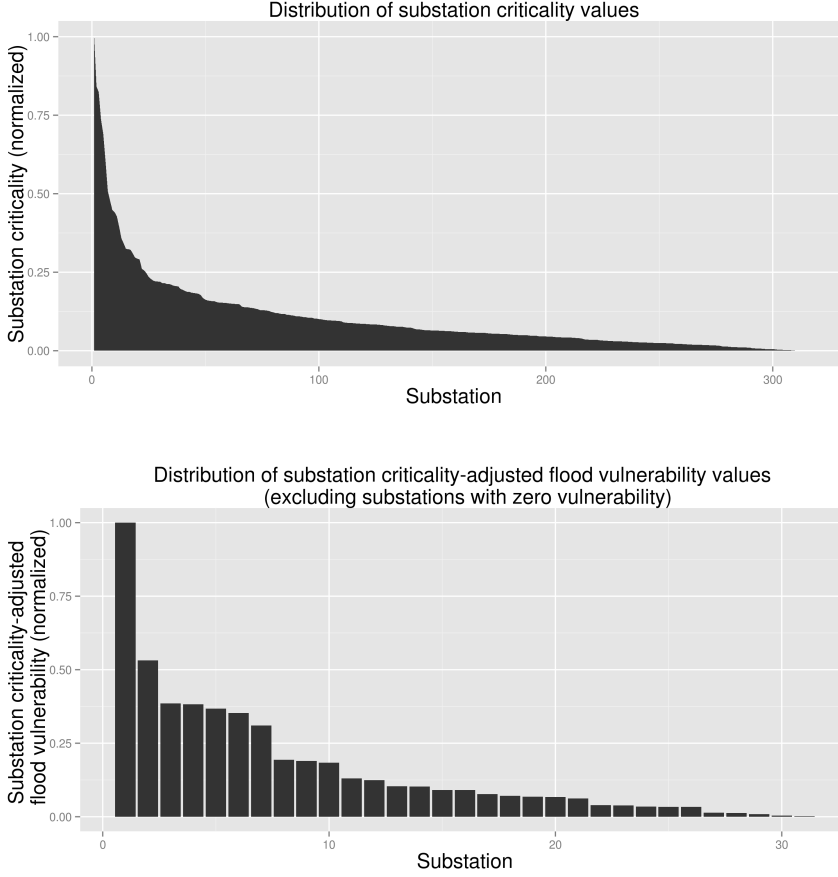 Distribution of substation criticality values
Substation criticality (normalized)
1.00
0.75
0.50
0.25
0.00
0
100
200
300
Substation
Distribution of substation criticality-adjusted flood vulnerability values
(excluding substations with zero vulnerability)
Substation criticality-adjusted
flood vulnerability (normalized)
1.00
0.75
0.50
0.25
0.00
0
10
20
30
Substation